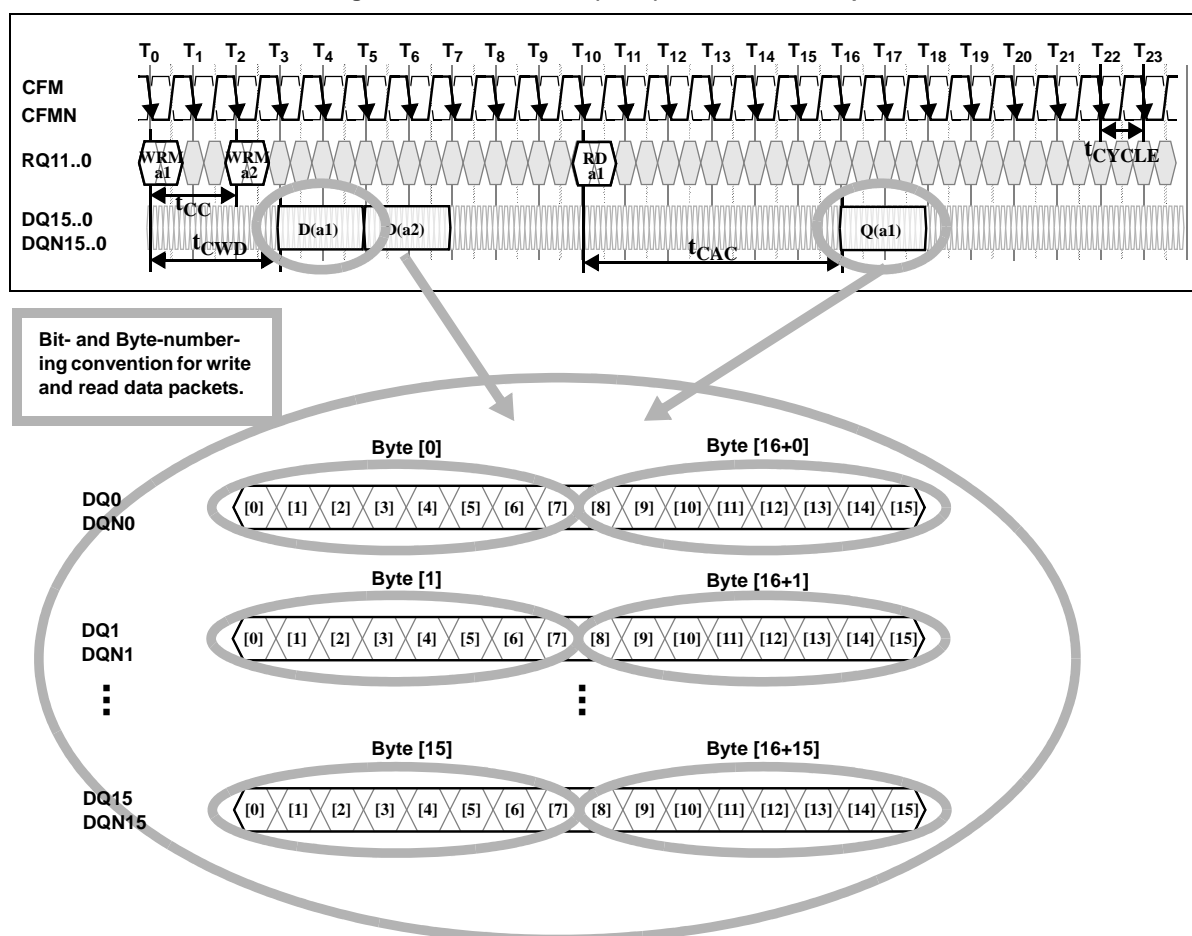 T0 T1 T2 T3 T4 T5 T6 T7 T8 T9 T10 T11 T12 T13 T14 T15 T16 T17 T18 T19 T20 T21 T22 T23
CFM
CFMN
RQ11..0
WRM
a1
WRM
a2
RD
a1
tCYCLE
tCC
DQ15..0
DQN15..0
D(a1)
D(a2)
Q(a1)
tCWD
tCAC
Bit- and Byte-number-
ing convention for write
and read data packets.
Byte [0] Byte [16+0]
DQ0
DQN0
[0] [1] [2] [3] [4] [5] [6] [7] [8] [9] [10] [11] [12] [13] [14] [15]
Byte [1] Byte [16+1]
DQ1
DQN1
[0] [1] [2] [3] [4] [5] [6] [7] [8] [9] [10] [11] [12] [13] [14] [15]
Byte [15] Byte [16+15]
DQ15
DQN15
[0] [1] [2] [3] [4] [5] [6] [7] [8] [9] [10] [11] [12] [13] [14] [15]